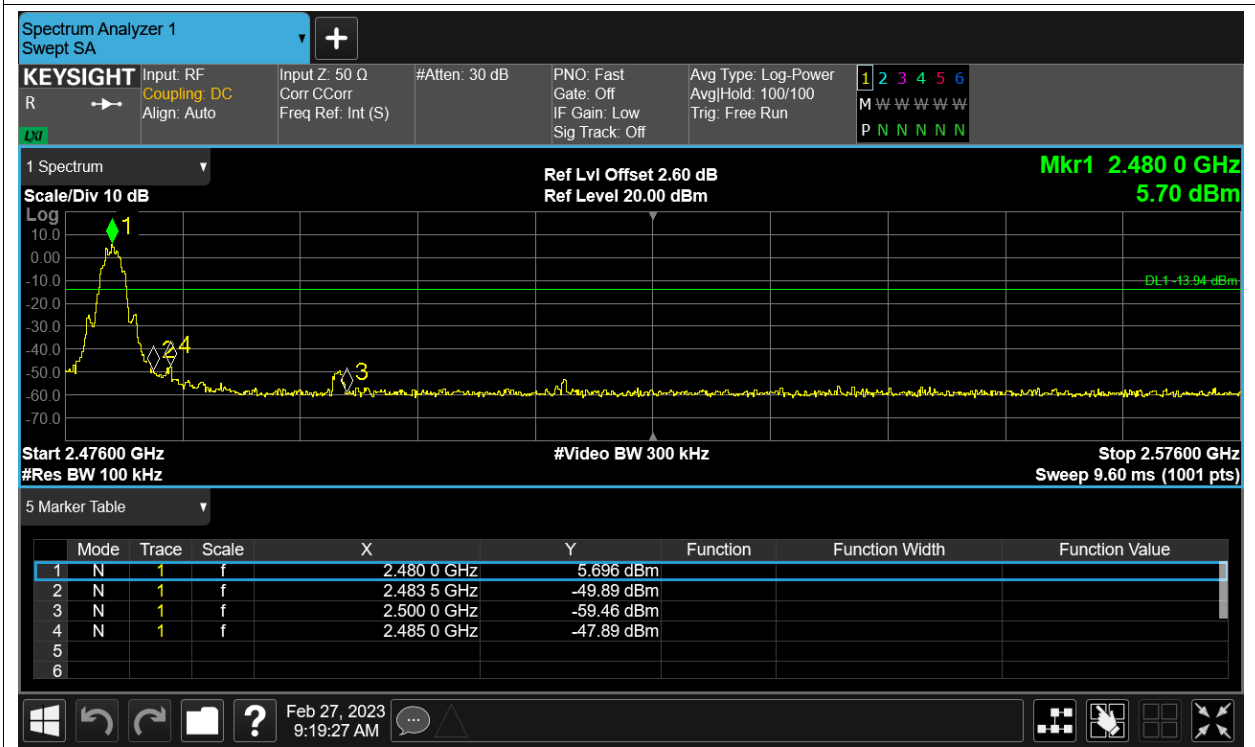 Spectrum Analyzer 1
Swept SA
KEYSIGHT
R
LXI
Input: RF
Coupling: DC
Align: Auto
Input Z: 50 Ω
Corr CCorr
Freq Ref: Int (S)
#Atten: 30 dB
PNO: Fast
Gate: Off
IF Gain: Low
Sig Track: Off
Avg Type: Log-Power
Avg|Hold: 100/100
Trig: Free Run
1 2 3 4 5 6
M W W W W W
P N N N N N
1 Spectrum
Scale/Div 10 dB
Ref Lvl Offset 2.60 dB
Ref Level 20.00 dBm
Mkr1 2.480 0 GHz
5.70 dBm
Log
10.0
0.00
-10.0
-20.0
-30.0
-40.0
-50.0
-60.0
-70.0
1
2 4
3
DL1 -13.94 dBm
Start 2.47600 GHz
#Video BW 300 kHz
Stop 2.57600 GHz
#Res BW 100 kHz
Sweep 9.60 ms (1001 pts)
5 Marker Table
Mode Trace Scale X Y Function Function Width Function Value
1 N 1 f 2.480 0 GHz 5.696 dBm
2 N 1 f 2.483 5 GHz -49.89 dBm
3 N 1 f 2.500 0 GHz -59.46 dBm
4 N 1 f 2.485 0 GHz -47.89 dBm
5
6
?
Feb 27, 2023
9:19:27 AM